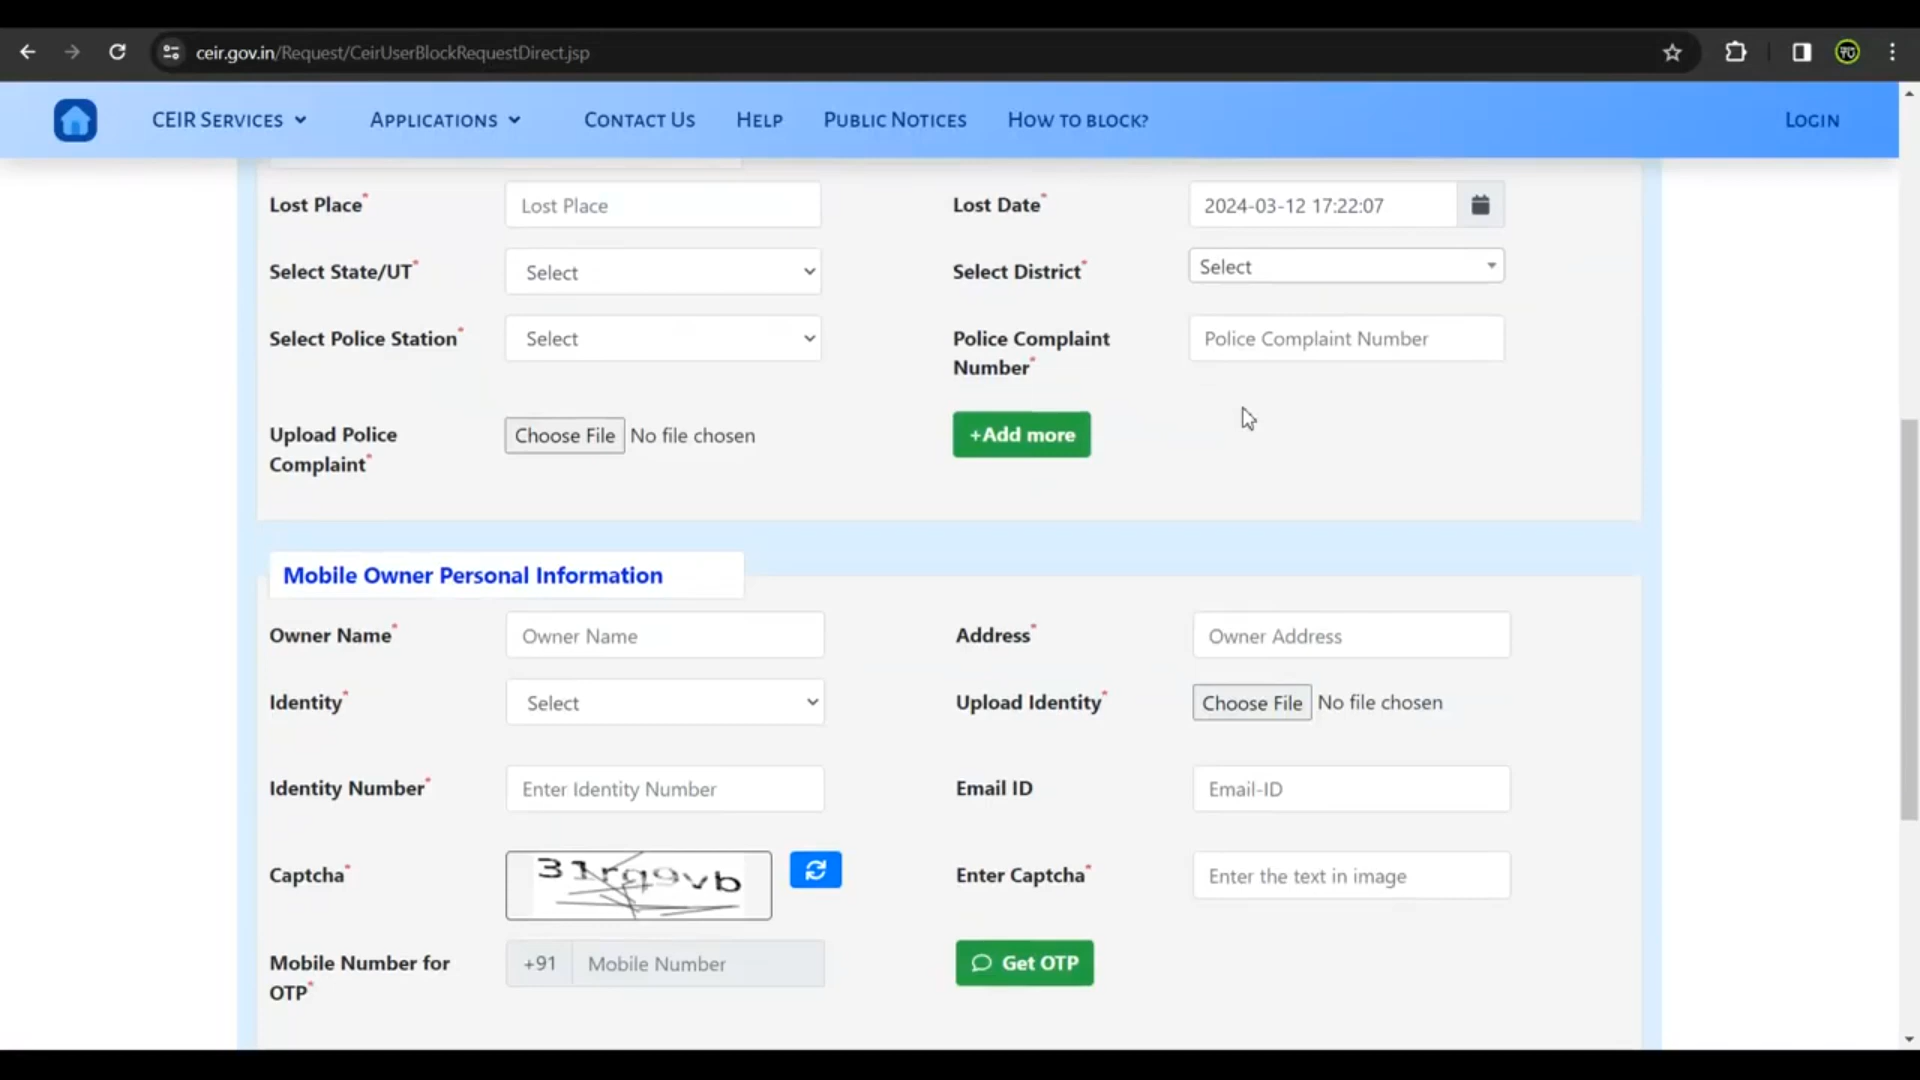 ceir.gov.in/Request/CeirUserBlockRequestDirect.jsp
CEIR Services Applications Contact Us Help Public Notices How to block? Login
Lost Place* Lost Place Lost Date* 2024-03-12 17:22:07
Select State/UT* Select Select District* Select
Select Police Station* Select Police Complaint Number* Police Complaint Number
Upload Police Complaint* Choose File No file chosen +Add more
Mobile Owner Personal Information
Owner Name* Owner Name Address* Owner Address
Identity* Select Upload Identity* Choose File No file chosen
Identity Number* Enter Identity Number Email ID Email-ID
Captcha* Enter Captcha* Enter the text in image
Mobile Number for OTP* +91 Mobile Number Get OTP